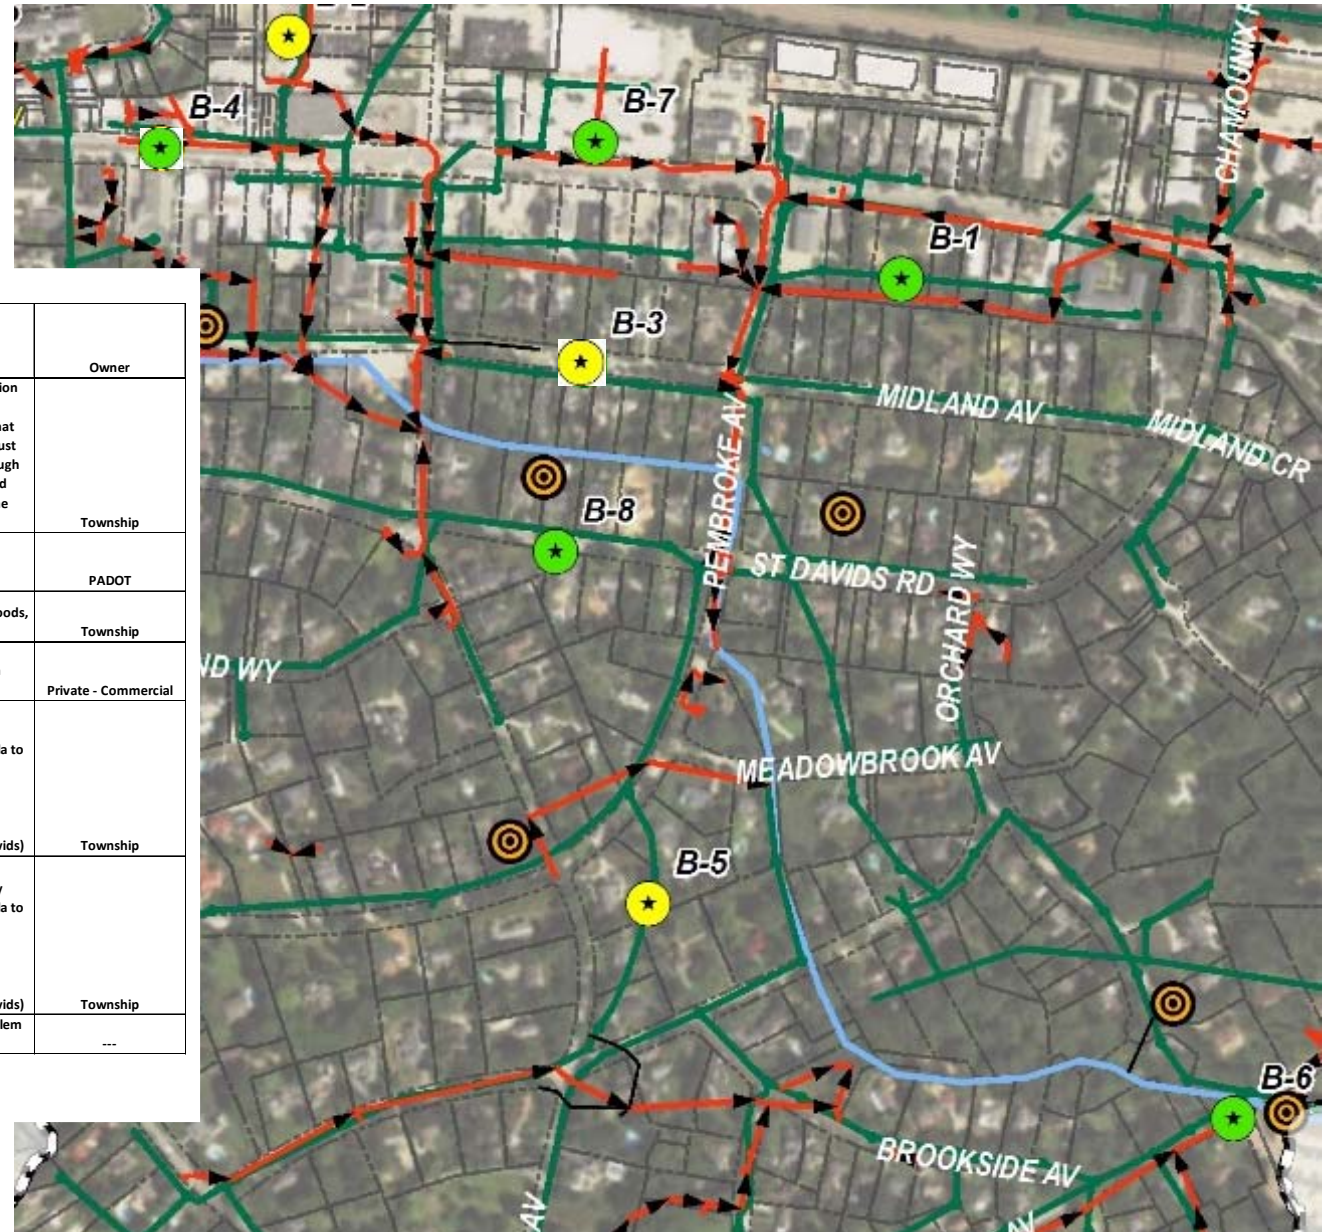 B-4
B-7
CHAMOUNIX
B-1
B-3
MIDLAND AV
MIDLAND CR
PEMBROKE AV
B-8
ST DAVIDS RD
ORCHARD WY
ND WY
MEADOWBROOK AV
B-5
B-6
BROOKSIDE AV
AV
AV
Owner
ion
hat
ust
ugh
d
e
Township
PADOT
oods,
Township
Private - Commercial
a to
vids)
Township
y
a to
vids)
Township
lem
---